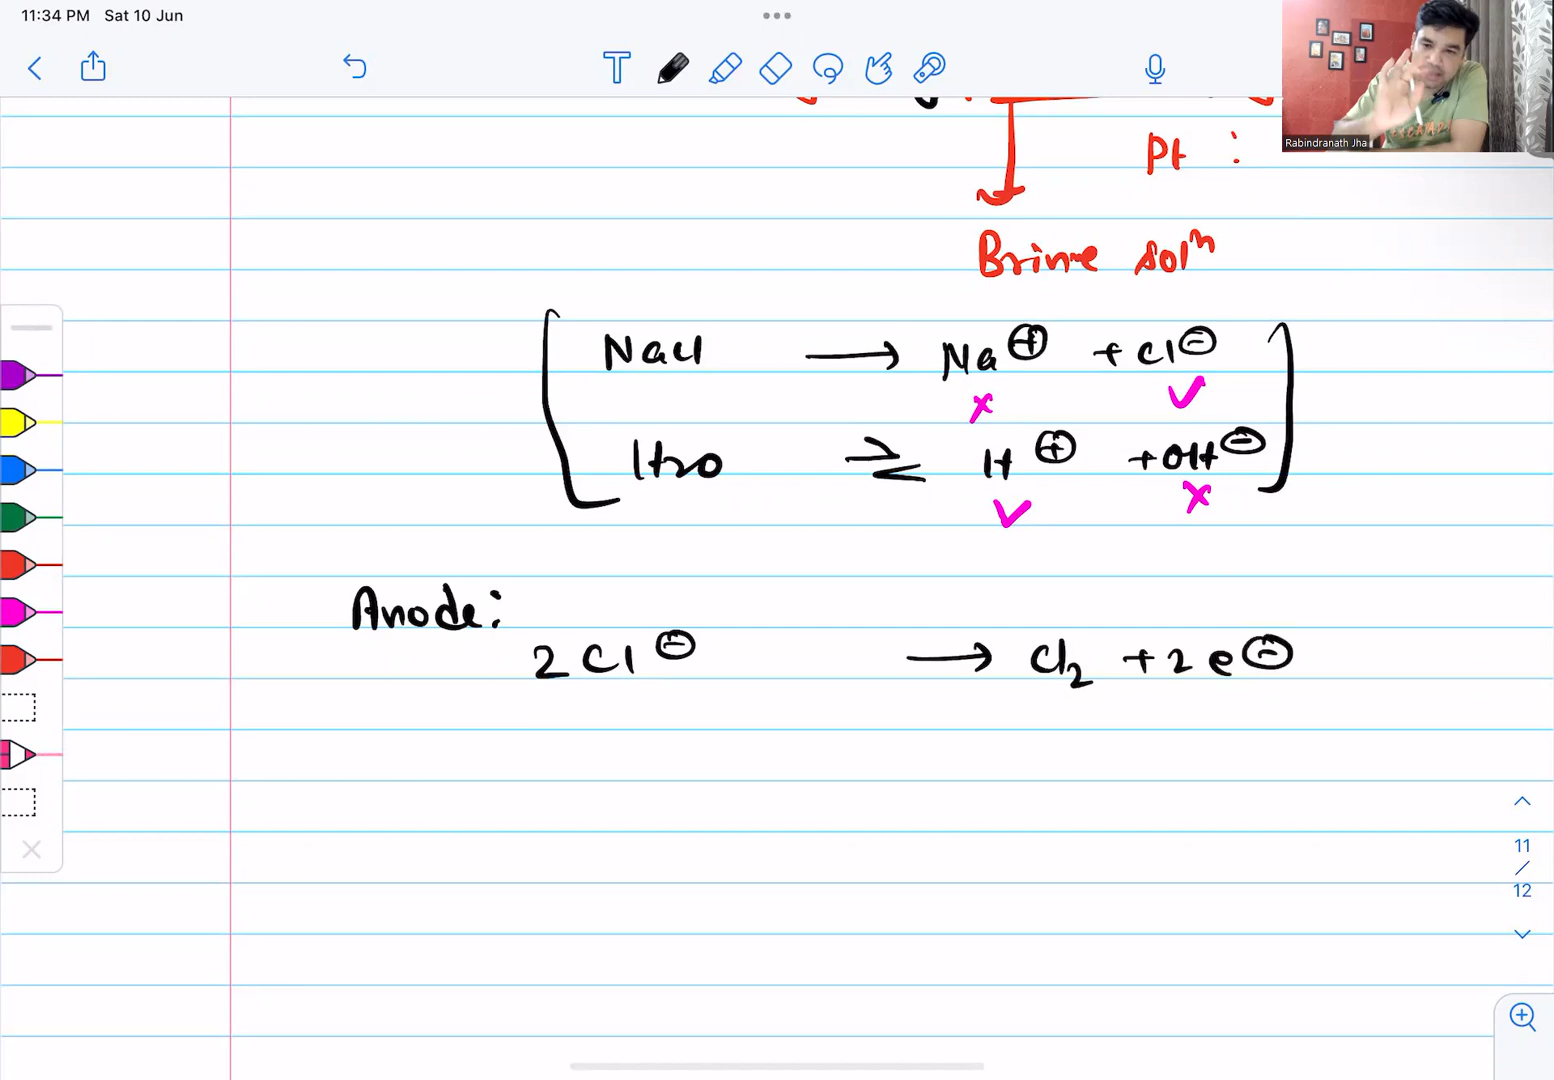 11:34 PM Sat 10 Jun
Rabindranath Jha
Pt :
Brine solⁿ
NaCl → Na⊕ + Cl⊖
× ✓
H2O ⇌ H⊕ + OH⊖
✓ ×
Anode:
2Cl⊖ → Cl₂ + 2e⊖
11
/
12